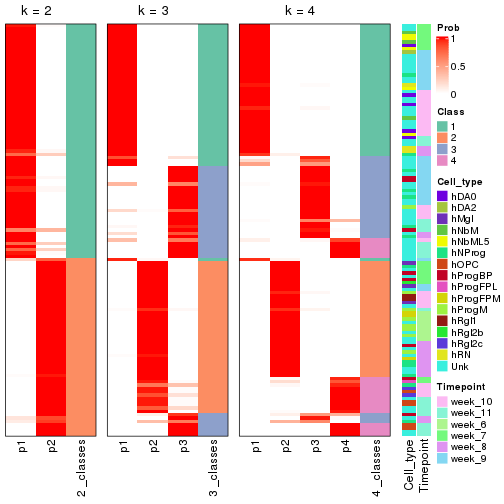 k = 2
k = 3
k = 4
p1
p2
2_classes
p1
p2
p3
3_classes
p1
p2
p3
p4
4_classes
Cell_type
Timepoint
Prob
1
0.5
0
Class
1
2
3
4
Cell_type
hDA0
hDA2
hMgl
hNbM
hNbML5
hNProg
hOPC
hProgBP
hProgFPL
hProgFPM
hProgM
hRgl1
hRgl2b
hRgl2c
hRN
Unk
Timepoint
week_10
week_11
week_6
week_7
week_8
week_9